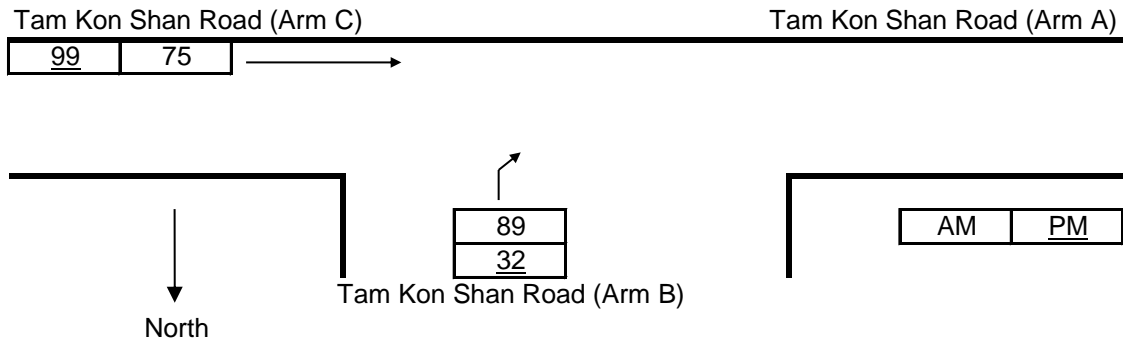 Tam Kon Shan Road (Arm C) Tam Kon Shan Road (Arm A)
99 75
89
AM PM
32
Tam Kon Shan Road (Arm B)
North